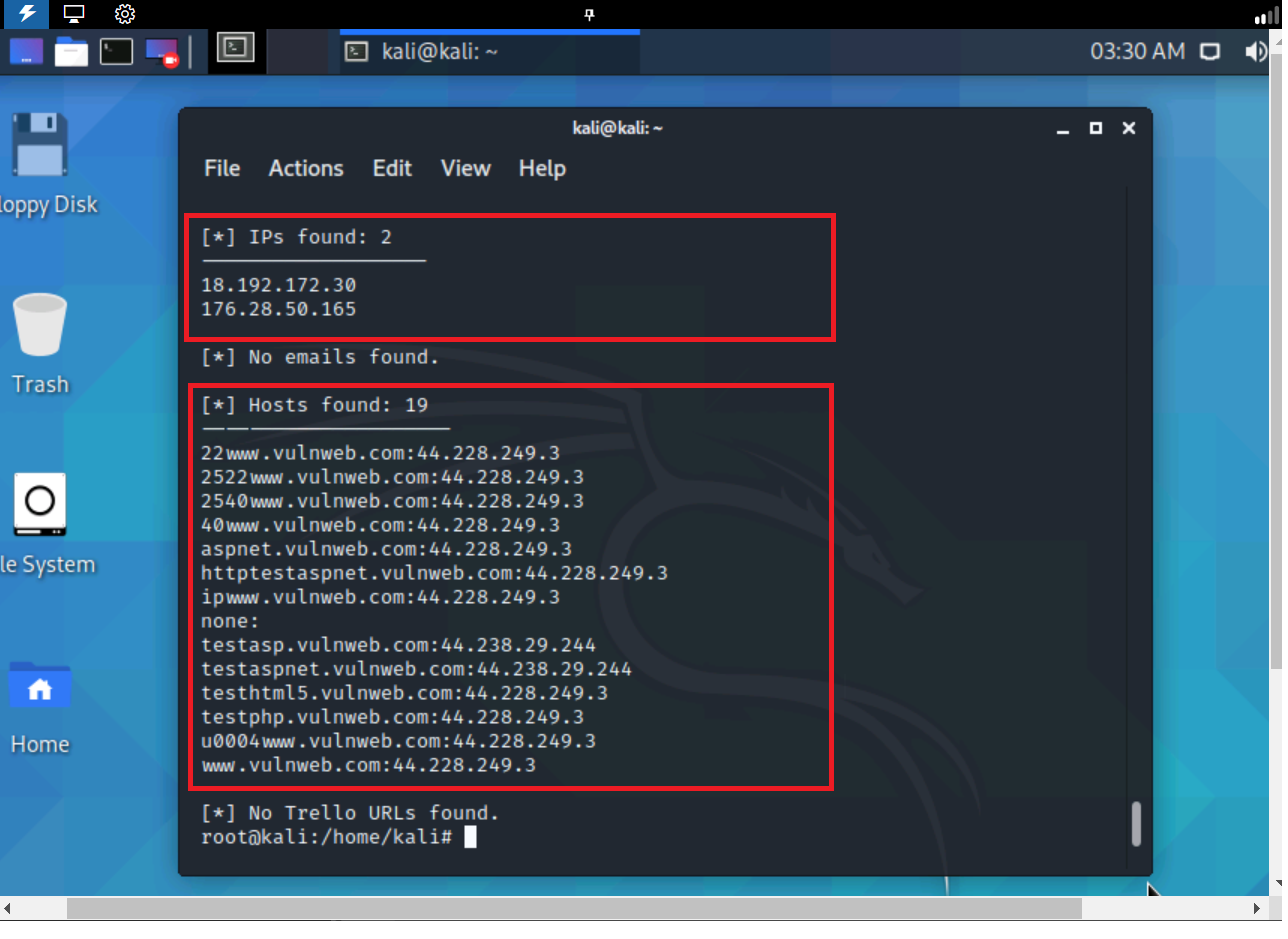 kali@kali: ~
03:30 AM
loppy Disk
Trash
le System
Home
kali@kali: ~
File Actions Edit View Help
[*] IPs found: 2
18.192.172.30
176.28.50.165
[*] No emails found.
[*] Hosts found: 19
22www.vulnweb.com:44.228.249.3
2522www.vulnweb.com:44.228.249.3
2540www.vulnweb.com:44.228.249.3
40www.vulnweb.com:44.228.249.3
aspnet.vulnweb.com:44.228.249.3
httptestaspnet.vulnweb.com:44.228.249.3
ipwww.vulnweb.com:44.228.249.3
none:
testasp.vulnweb.com:44.238.29.244
testaspnet.vulnweb.com:44.238.29.244
testhtml5.vulnweb.com:44.228.249.3
testphp.vulnweb.com:44.228.249.3
u0004www.vulnweb.com:44.228.249.3
www.vulnweb.com:44.228.249.3
[*] No Trello URLs found.
root@kali:/home/kali#